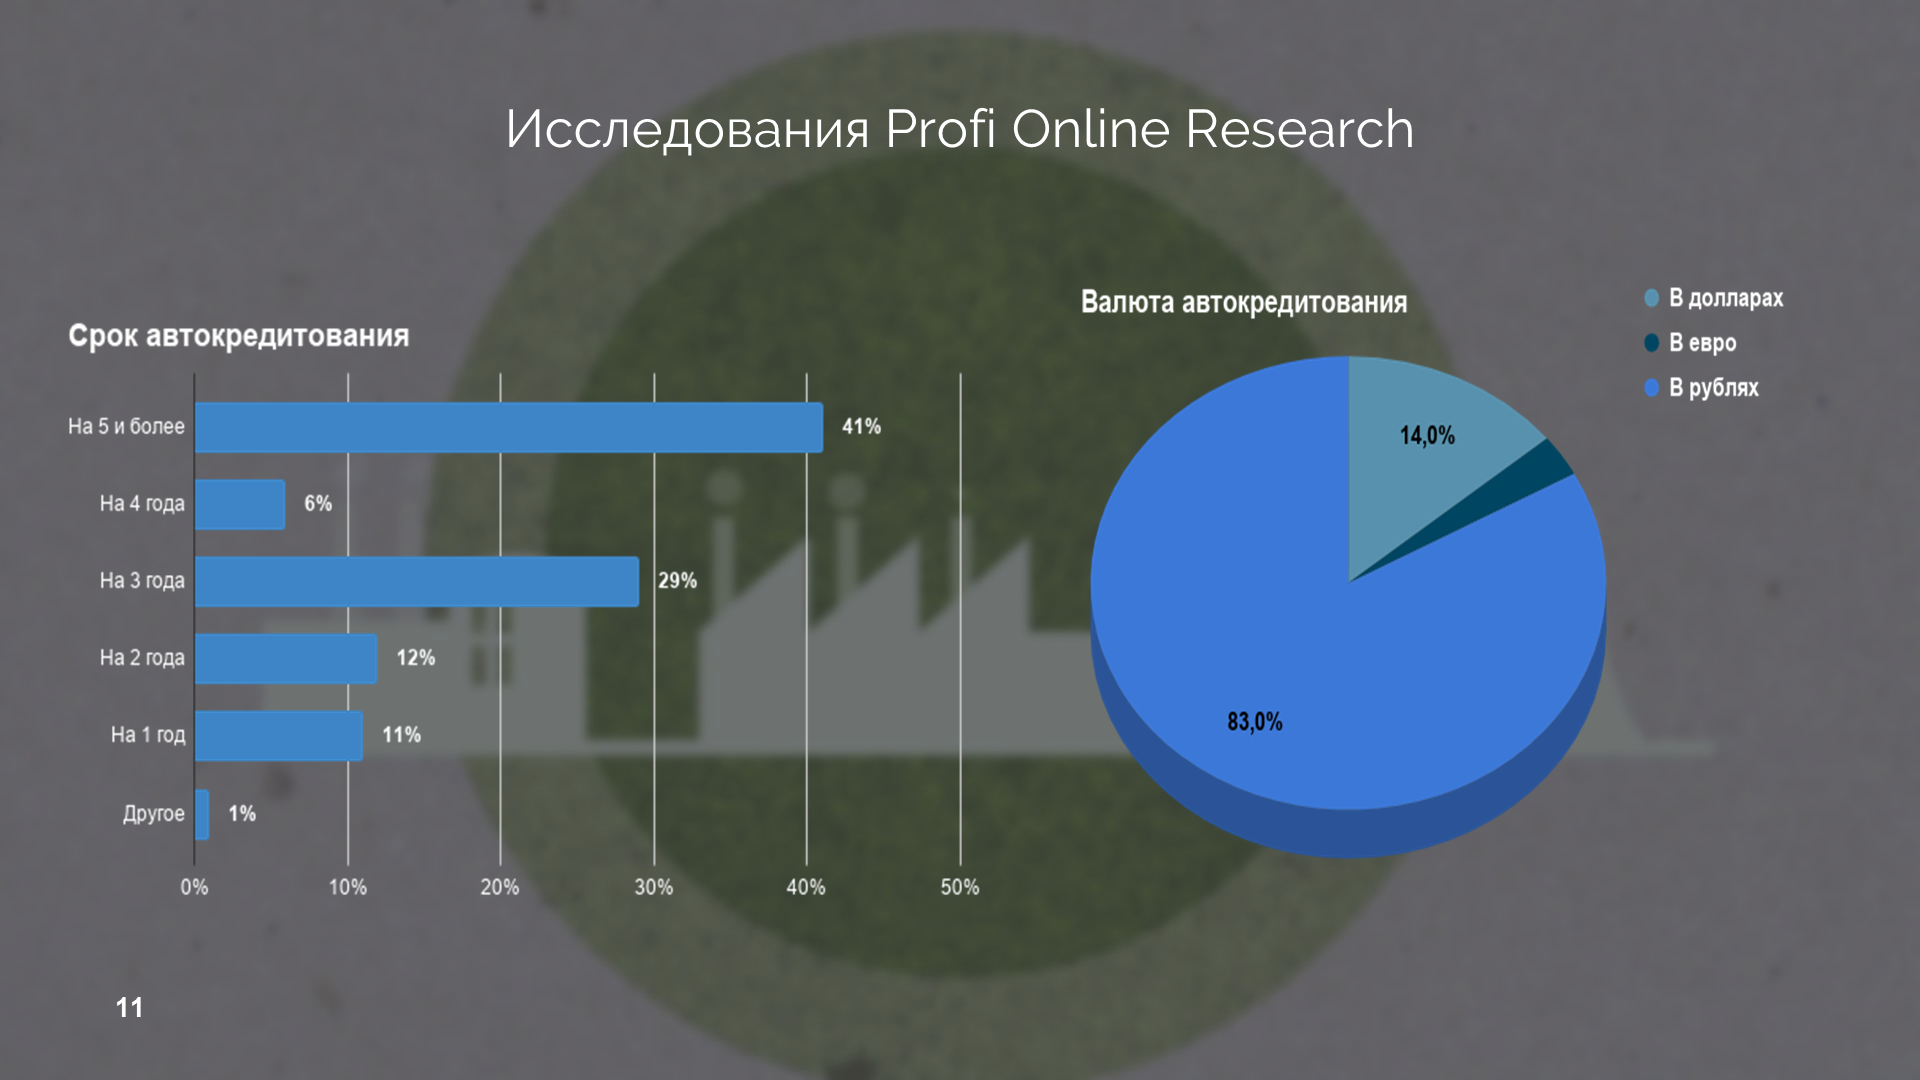 Исследования Profi Online Research
Срок автокредитования
На 5 и более
41%
На 4 года
6%
На 3 года
29%
На 2 года
12%
На 1 год
11%
Другое
1%
0%
10%
20%
30%
40%
50%
Валюта автокредитования
В долларах
В евро
В рублях
14,0%
83,0%
11